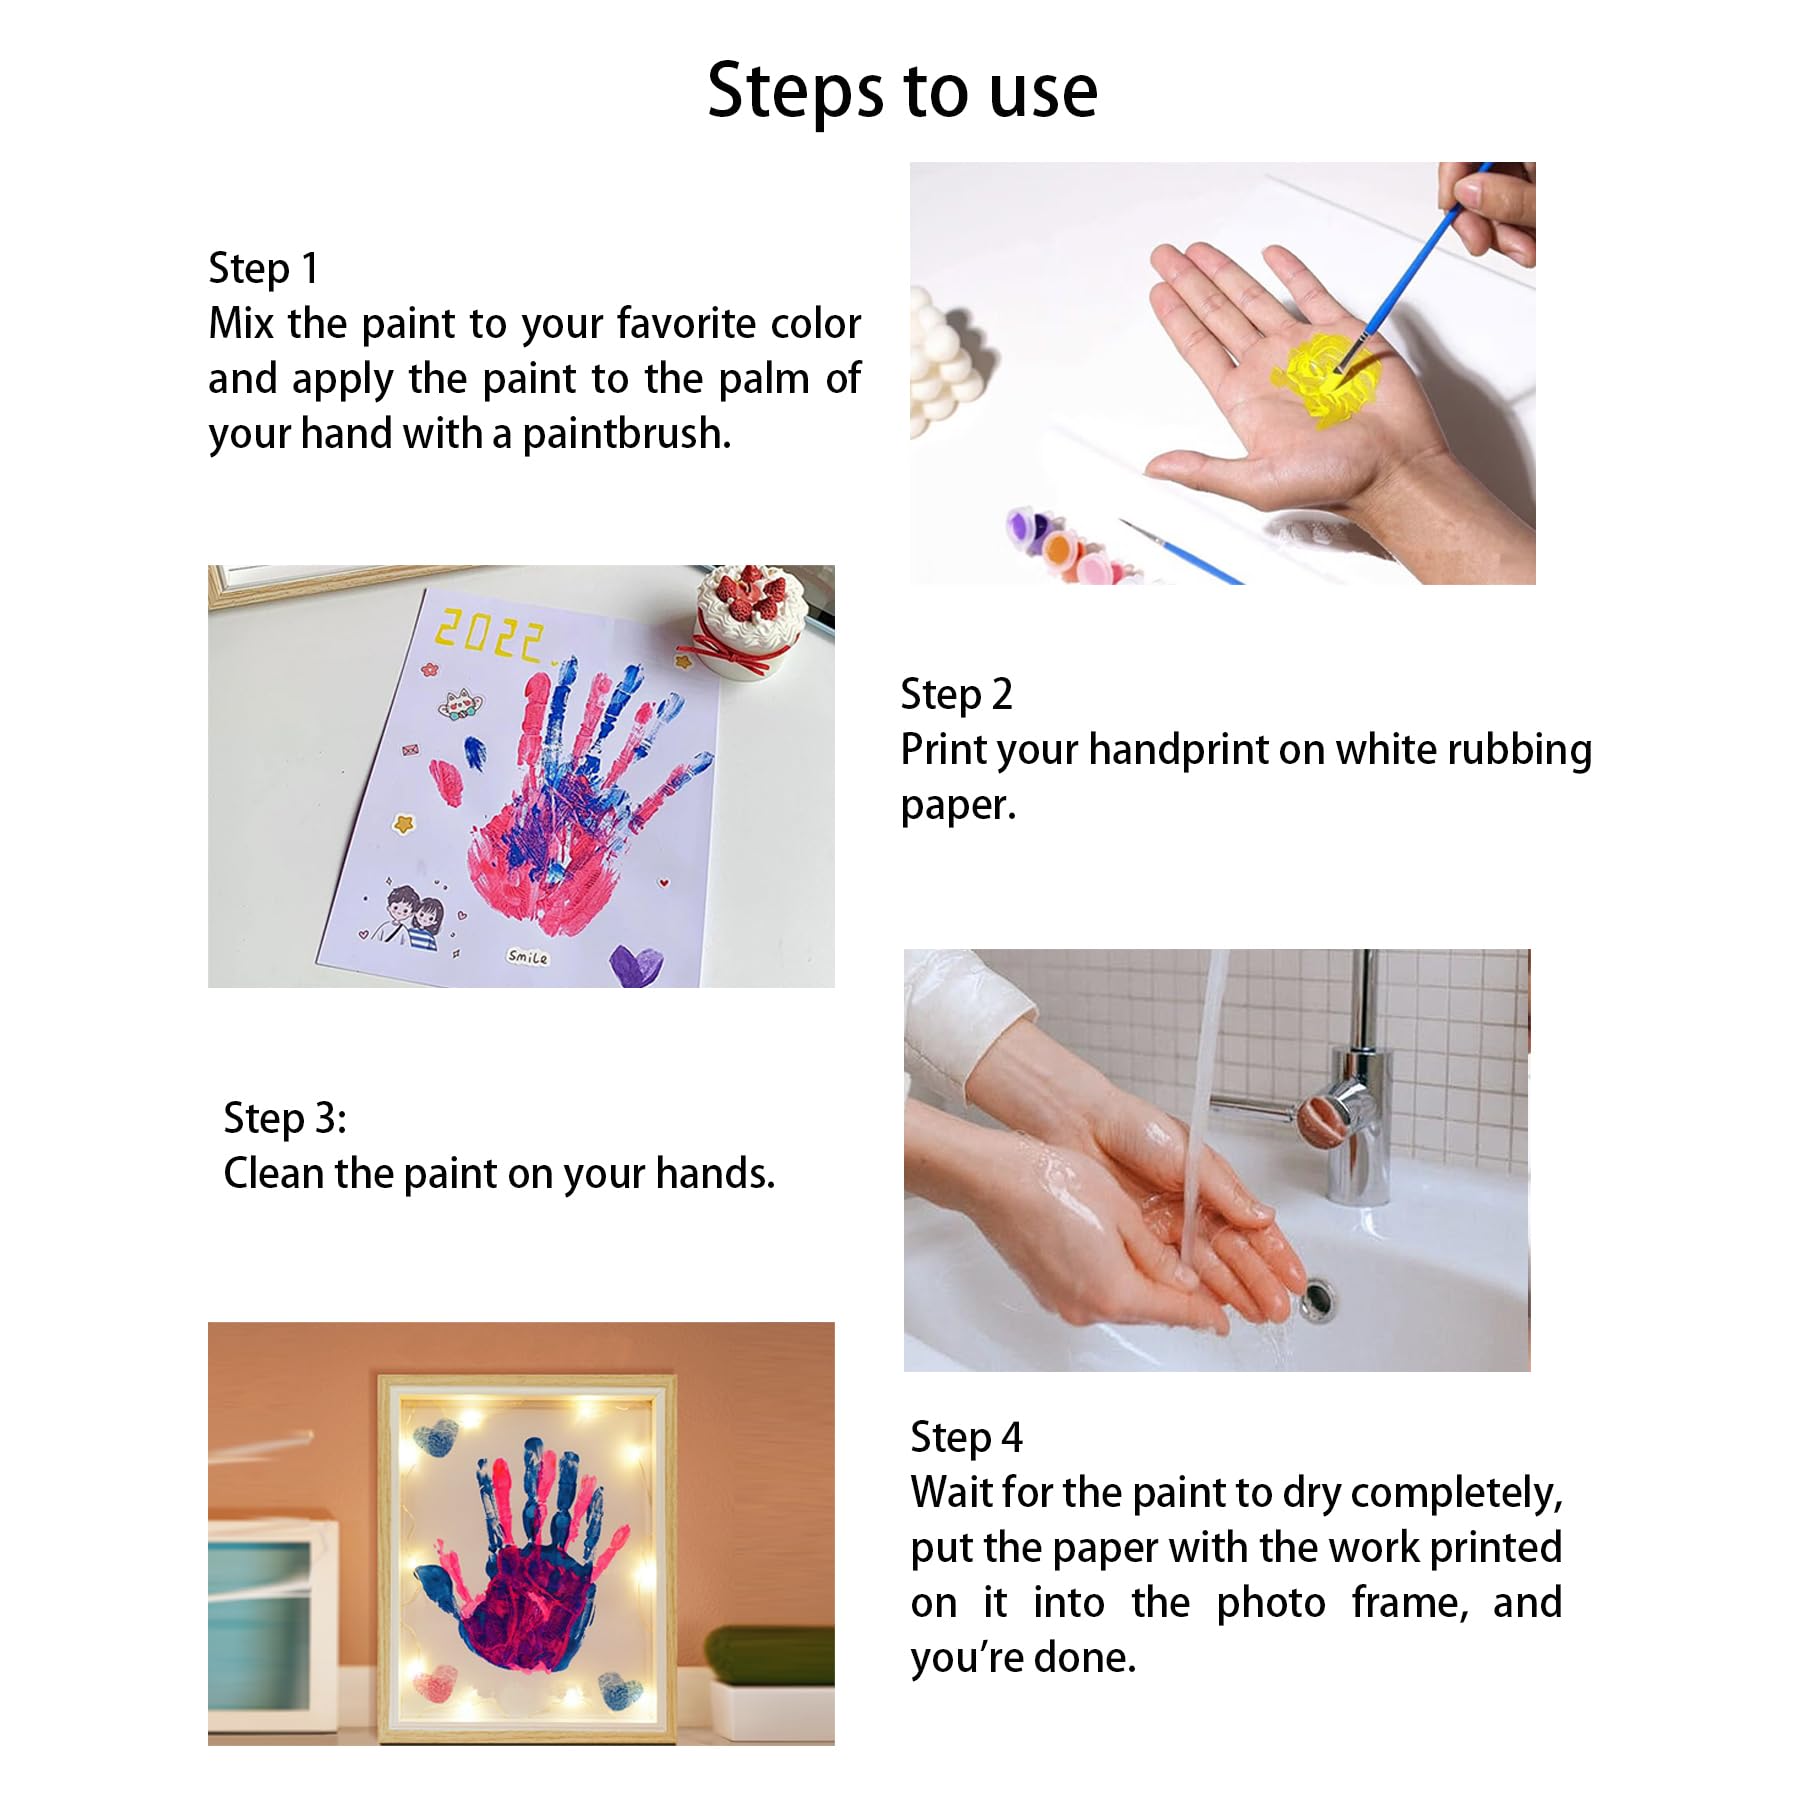 Steps to use
Step 1
Mix the paint to your favorite color
and apply the paint to the palm of
your hand with a paintbrush.
2022
smile
Step 2
Print your handprint on white rubbing
paper.
Step 3:
Clean the paint on your hands.
Step 4
Wait for the paint to dry completely,
put the paper with the work printed
on it into the photo frame, and
you’re done.